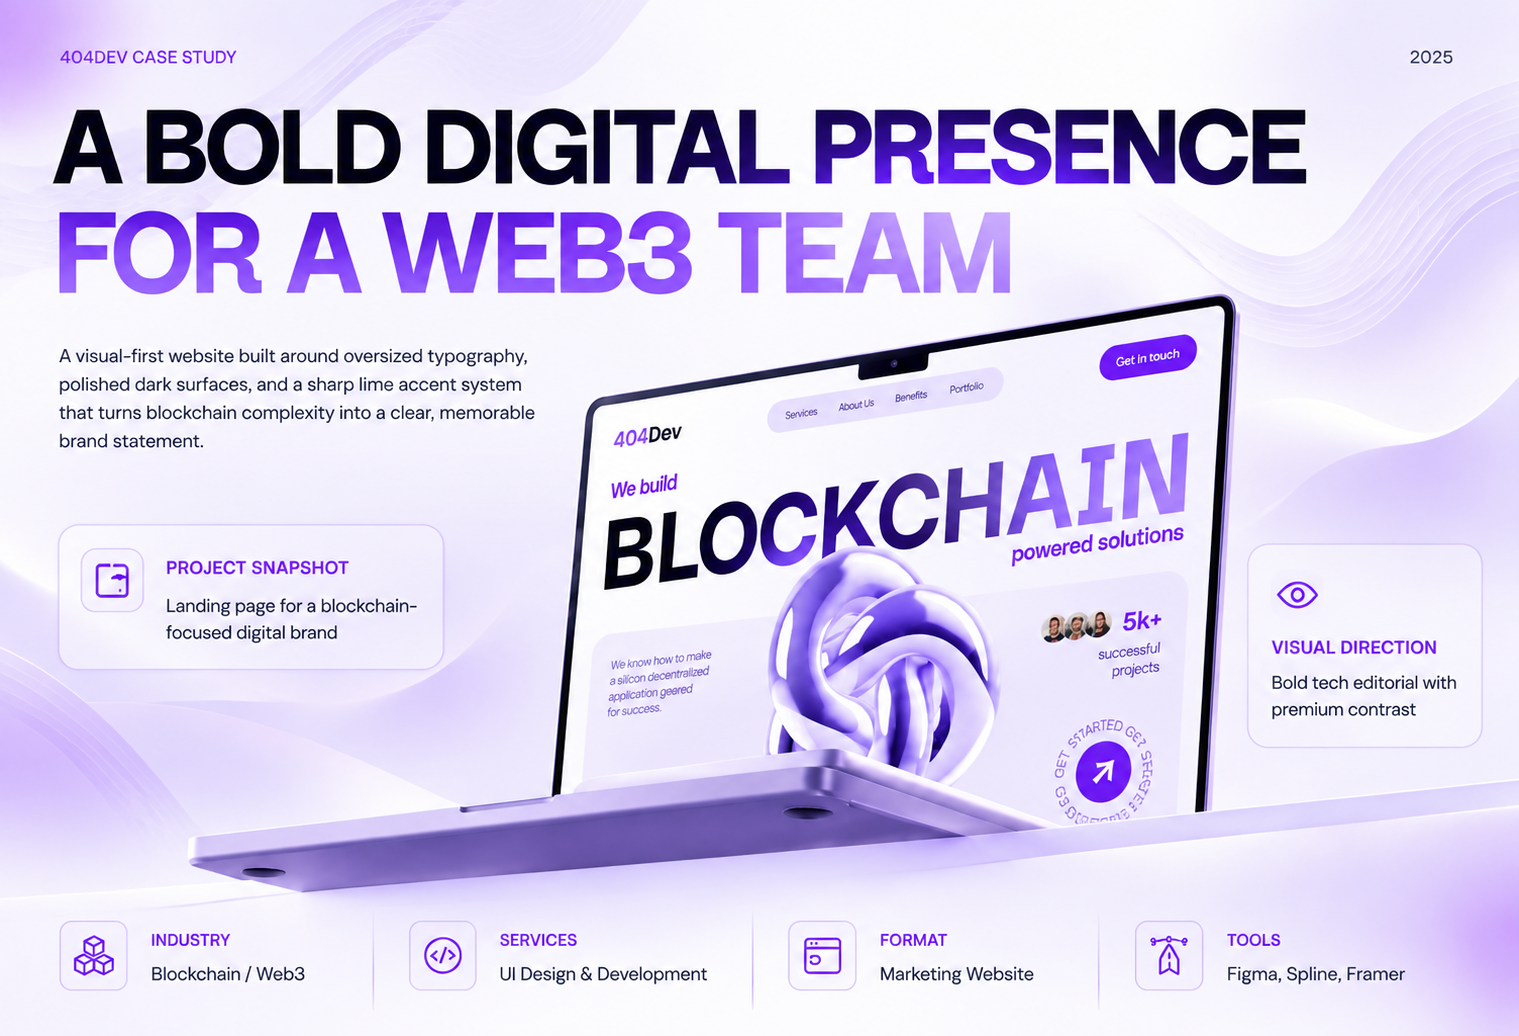 404DEV CASE STUDY
2025
A BOLD DIGITAL PRESENCE
FOR A WEB3 TEAM
A visual-first website built around oversized typography,
polished dark surfaces, and a sharp lime accent system
that turns blockchain complexity into a clear, memorable
brand statement.
PROJECT SNAPSHOT
Landing page for a blockchain-
focused digital brand
404Dev
Services
About Us
Benefits
Portfolio
Get in touch
We build
BLOCKCHAIN
powered solutions
We know how to make
a silicon decentralized
application geered
for success.
5k+
successful
projects
GET STARTED
VISUAL DIRECTION
Bold tech editorial with
premium contrast
INDUSTRY
Blockchain / Web3
SERVICES
UI Design & Development
FORMAT
Marketing Website
TOOLS
Figma, Spline, Framer